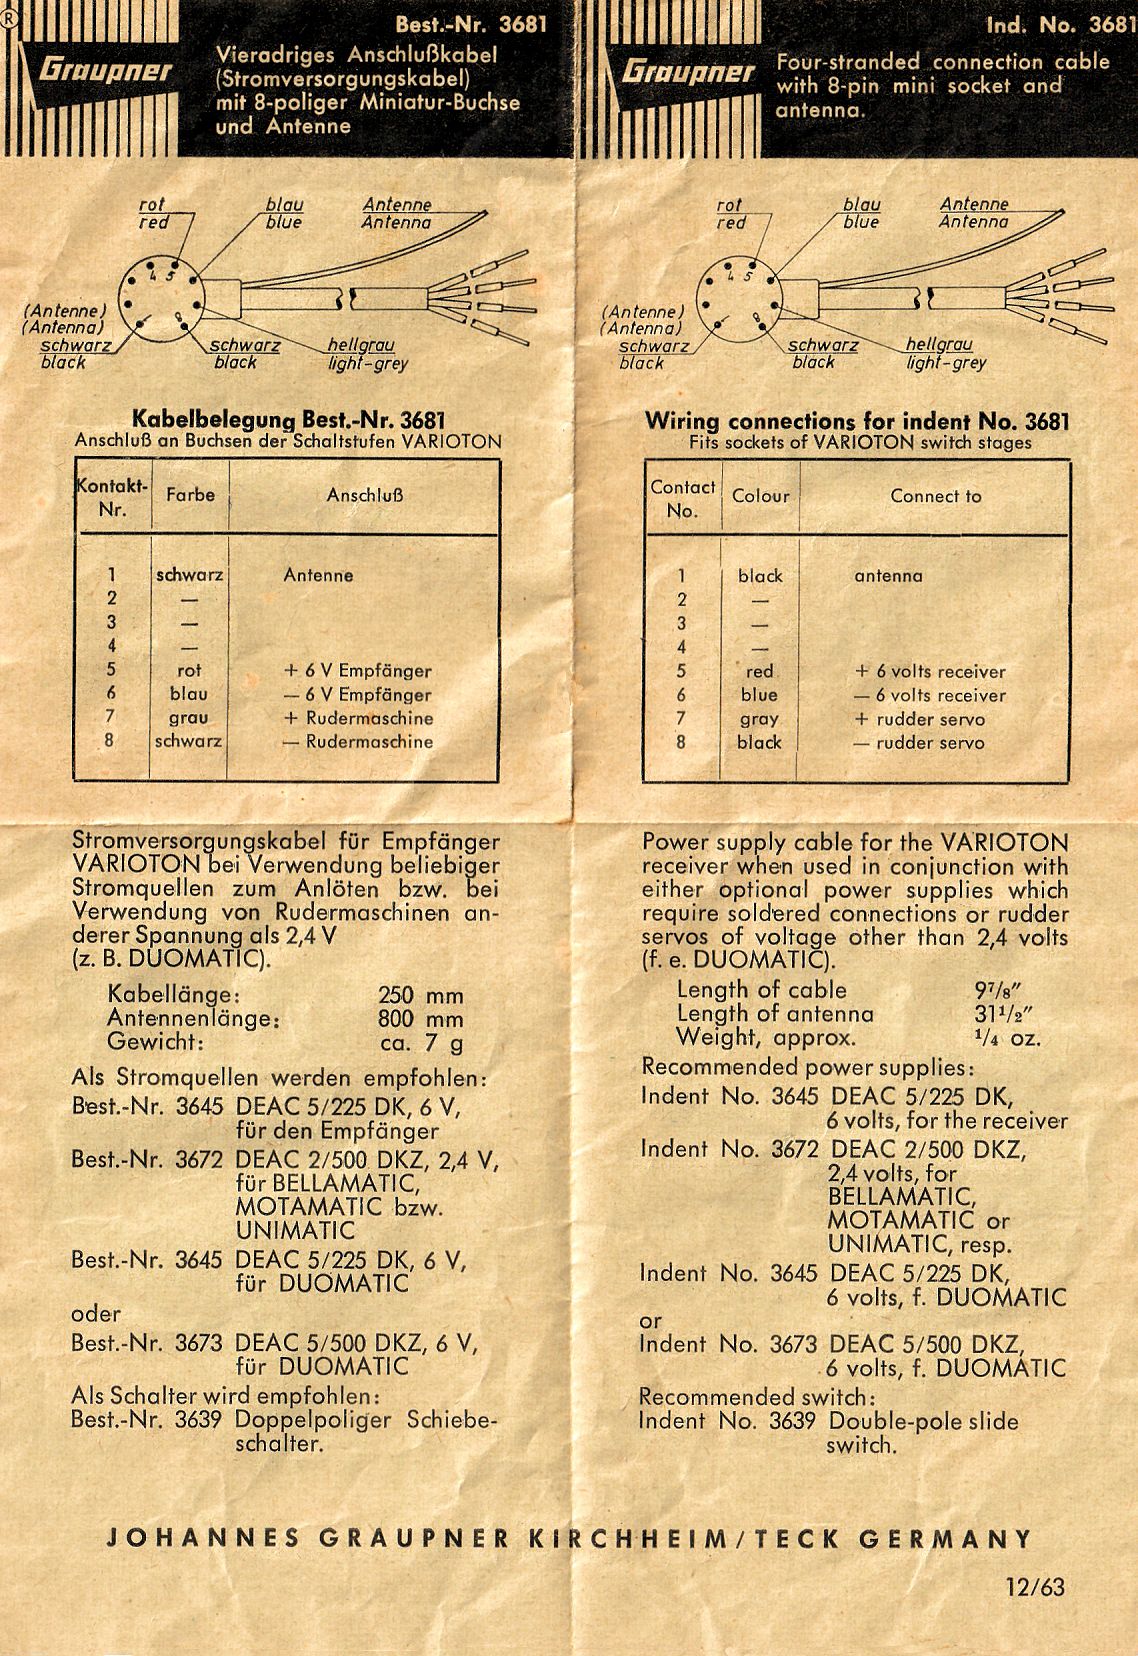 ®
Graupner
Best.-Nr. 3681
Vieradriges Anschlußkabel
(Stromversorgungskabel)
mit 8-poliger Miniatur-Buchse
und Antenne
rot
red
blau
blue
Antenne
Antenna
4 5
8
(Antenne)
(Antenna)
schwarz
black
schwarz
black
hellgrau
light-grey
Kabelbelegung Best.-Nr. 3681
Anschluß an Buchsen der Schaltstufen VARIOTON
Kontakt-Nr. Farbe Anschluß
1 schwarz Antenne
2 —
3 —
4 —
5 rot + 6 V Empfänger
6 blau — 6 V Empfänger
7 grau + Rudermaschine
8 schwarz — Rudermaschine
Stromversorgungskabel für Empfänger
VARIOTON bei Verwendung beliebiger
Stromquellen zum Anlöten bzw. bei
Verwendung von Rudermaschinen an-
derer Spannung als 2,4 V
(z. B. DUOMATIC).
Kabellänge: 250 mm
Antennenlänge: 800 mm
Gewicht: ca. 7 g
Als Stromquellen werden empfohlen:
Best.-Nr. 3645 DEAC 5/225 DK, 6 V,
für den Empfänger
Best.-Nr. 3672 DEAC 2/500 DKZ, 2,4 V,
für BELLAMATIC,
MOTAMATIC bzw.
UNIMATIC
Best.-Nr. 3645 DEAC 5/225 DK, 6 V,
für DUOMATIC
oder
Best.-Nr. 3673 DEAC 5/500 DKZ, 6 V,
für DUOMATIC
Als Schalter wird empfohlen:
Best.-Nr. 3639 Doppelpoliger Schiebe-
schalter.
Graupner
Ind. No. 3681
Four-stranded connection cable
with 8-pin mini socket and
antenna.
rot
red
blau
blue
Antenne
Antenna
4 5
8
(Antenne)
(Antenna)
schwarz
black
schwarz
black
hellgrau
light-grey
Wiring connections for indent No. 3681
Fits sockets of VARIOTON switch stages
Contact No. Colour Connect to
1 black antenna
2 —
3 —
4 —
5 red + 6 volts receiver
6 blue — 6 volts receiver
7 gray + rudder servo
8 black — rudder servo
Power supply cable for the VARIOTON
receiver when used in conjunction with
either optional power supplies which
require soldered connections or rudder
servos of voltage other than 2,4 volts
(f. e. DUOMATIC).
Length of cable 9⁷/₈″
Length of antenna 31¹/₂″
Weight, approx. ¹/₄ oz.
Recommended power supplies:
Indent No. 3645 DEAC 5/225 DK,
6 volts, for the receiver
Indent No. 3672 DEAC 2/500 DKZ,
2,4 volts, for
BELLAMATIC,
MOTAMATIC or
UNIMATIC, resp.
Indent No. 3645 DEAC 5/225 DK,
6 volts, f. DUOMATIC
or
Indent No. 3673 DEAC 5/500 DKZ,
6 volts, f. DUOMATIC
Recommended switch:
Indent No. 3639 Double-pole slide
switch.
JOHANNES GRAUPNER KIRCHHEIM/TECK GERMANY
12/63